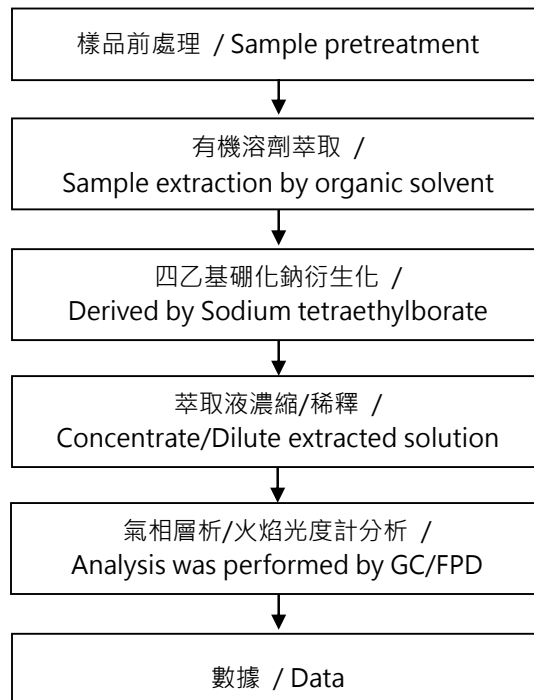 樣品前處理 / Sample pretreatment
有機溶劑萃取 /
Sample extraction by organic solvent
四乙基硼化鈉衍生化 /
Derived by Sodium tetraethylborate
萃取液濃縮/稀釋 /
Concentrate/Dilute extracted solution
氣相層析/火焰光度計分析 /
Analysis was performed by GC/FPD
數據 / Data